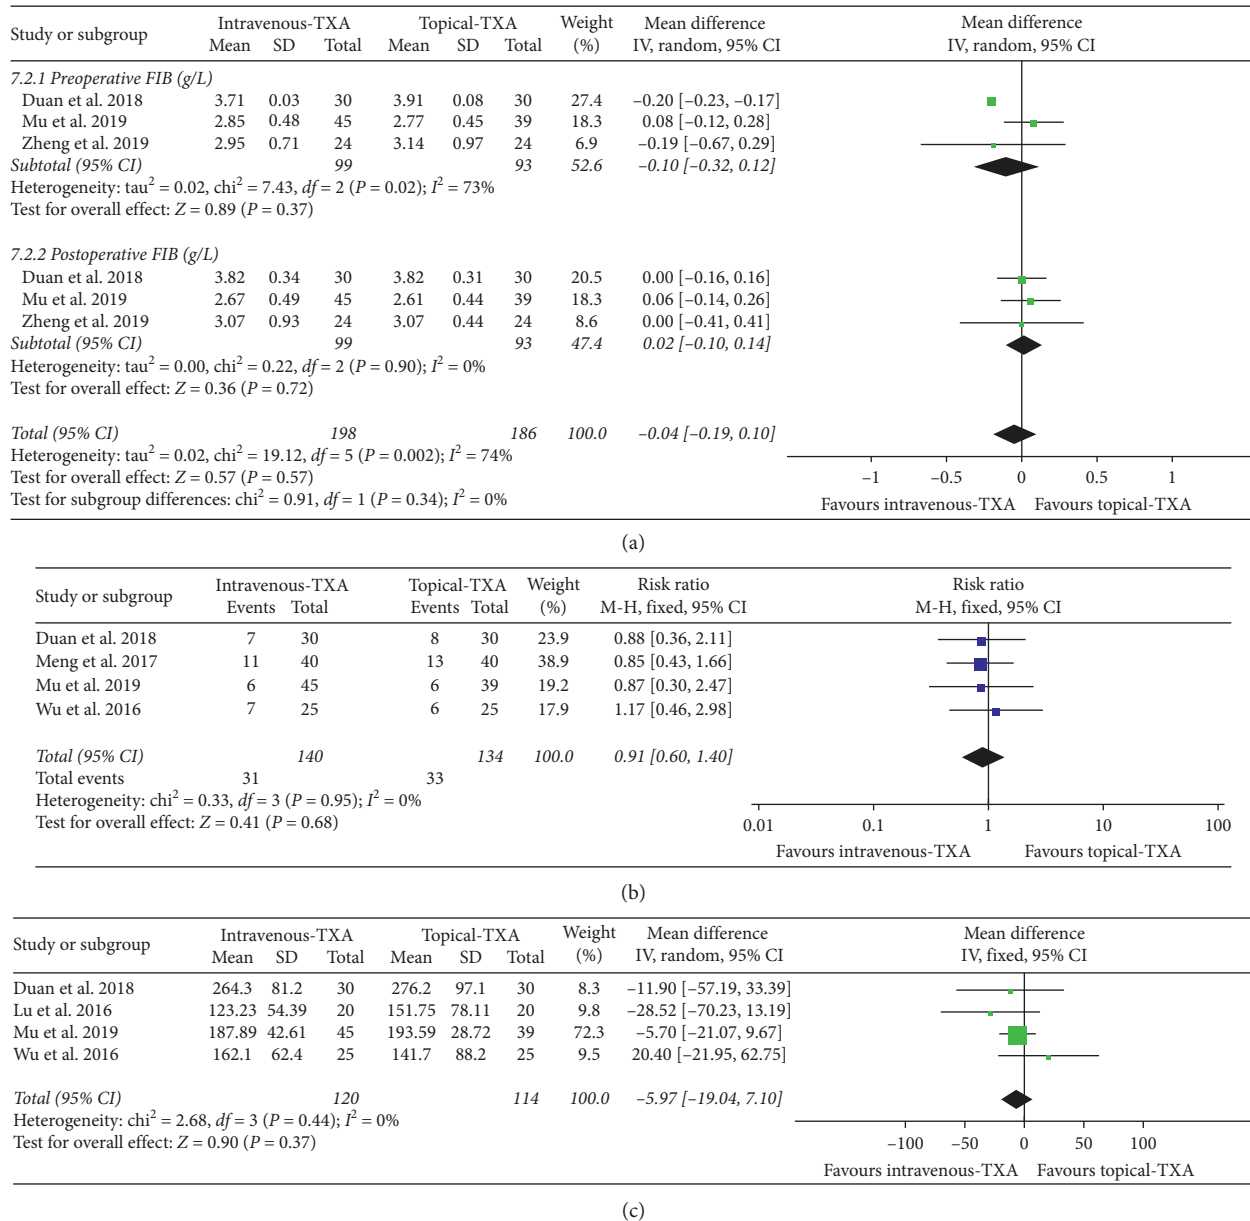 Study or subgroup Intravenous-TXA Topical-TXA Weight Mean difference Mean difference
Mean SD Total Mean SD Total (%) IV, random, 95% CI IV, random, 95% CI
7.2.1 Preoperative FIB (g/L)
Duan et al. 2018 3.71 0.03 30 3.91 0.08 30 27.4 –0.20 [–0.23, –0.17]
Mu et al. 2019 2.85 0.48 45 2.77 0.45 39 18.3 0.08 [–0.12, 0.28]
Zheng et al. 2019 2.95 0.71 24 3.14 0.97 24 6.9 –0.19 [–0.67, 0.29]
Subtotal (95% CI) 99 93 52.6 –0.10 [–0.32, 0.12]
Heterogeneity: tau² = 0.02, chi² = 7.43, df = 2 (P = 0.02); I² = 73%
Test for overall effect: Z = 0.89 (P = 0.37)
7.2.2 Postoperative FIB (g/L)
Duan et al. 2018 3.82 0.34 30 3.82 0.31 30 20.5 0.00 [–0.16, 0.16]
Mu et al. 2019 2.67 0.49 45 2.61 0.44 39 18.3 0.06 [–0.14, 0.26]
Zheng et al. 2019 3.07 0.93 24 3.07 0.44 24 8.6 0.00 [–0.41, 0.41]
Subtotal (95% CI) 99 93 47.4 0.02 [–0.10, 0.14]
Heterogeneity: tau² = 0.00, chi² = 0.22, df = 2 (P = 0.90); I² = 0%
Test for overall effect: Z = 0.36 (P = 0.72)
Total (95% CI) 198 186 100.0 –0.04 [–0.19, 0.10]
Heterogeneity: tau² = 0.02, chi² = 19.12, df = 5 (P = 0.002); I² = 74%
Test for overall effect: Z = 0.57 (P = 0.57)
Test for subgroup differences: chi² = 0.91, df = 1 (P = 0.34); I² = 0%
–1 –0.5 0 0.5 1
Favours intravenous-TXA Favours topical-TXA
(a)
Study or subgroup Intravenous-TXA Topical-TXA Weight Risk ratio Risk ratio
Events Total Events Total (%) M-H, fixed, 95% CI M-H, fixed, 95% CI
Duan et al. 2018 7 30 8 30 23.9 0.88 [0.36, 2.11]
Meng et al. 2017 11 40 13 40 38.9 0.85 [0.43, 1.66]
Mu et al. 2019 6 45 6 39 19.2 0.87 [0.30, 2.47]
Wu et al. 2016 7 25 6 25 17.9 1.17 [0.46, 2.98]
Total (95% CI) 140 134 100.0 0.91 [0.60, 1.40]
Total events 31 33
Heterogeneity: chi² = 0.33, df = 3 (P = 0.95); I² = 0%
Test for overall effect: Z = 0.41 (P = 0.68)
0.01 0.1 1 10 100
Favours intravenous-TXA Favours topical-TXA
(b)
Study or subgroup Intravenous-TXA Topical-TXA Weight Mean difference Mean difference
Mean SD Total Mean SD Total (%) IV, random, 95% CI IV, fixed, 95% CI
Duan et al. 2018 264.3 81.2 30 276.2 97.1 30 8.3 –11.90 [–57.19, 33.39]
Lu et al. 2016 123.23 54.39 20 151.75 78.11 20 9.8 –28.52 [–70.23, 13.19]
Mu et al. 2019 187.89 42.61 45 193.59 28.72 39 72.3 –5.70 [–21.07, 9.67]
Wu et al. 2016 162.1 62.4 25 141.7 88.2 25 9.5 20.40 [–21.95, 62.75]
Total (95% CI) 120 114 100.0 –5.97 [–19.04, 7.10]
Heterogeneity: chi² = 2.68, df = 3 (P = 0.44); I² = 0%
Test for overall effect: Z = 0.90 (P = 0.37)
–100 –50 0 50 100
Favours intravenous-TXA Favours topical-TXA
(c)